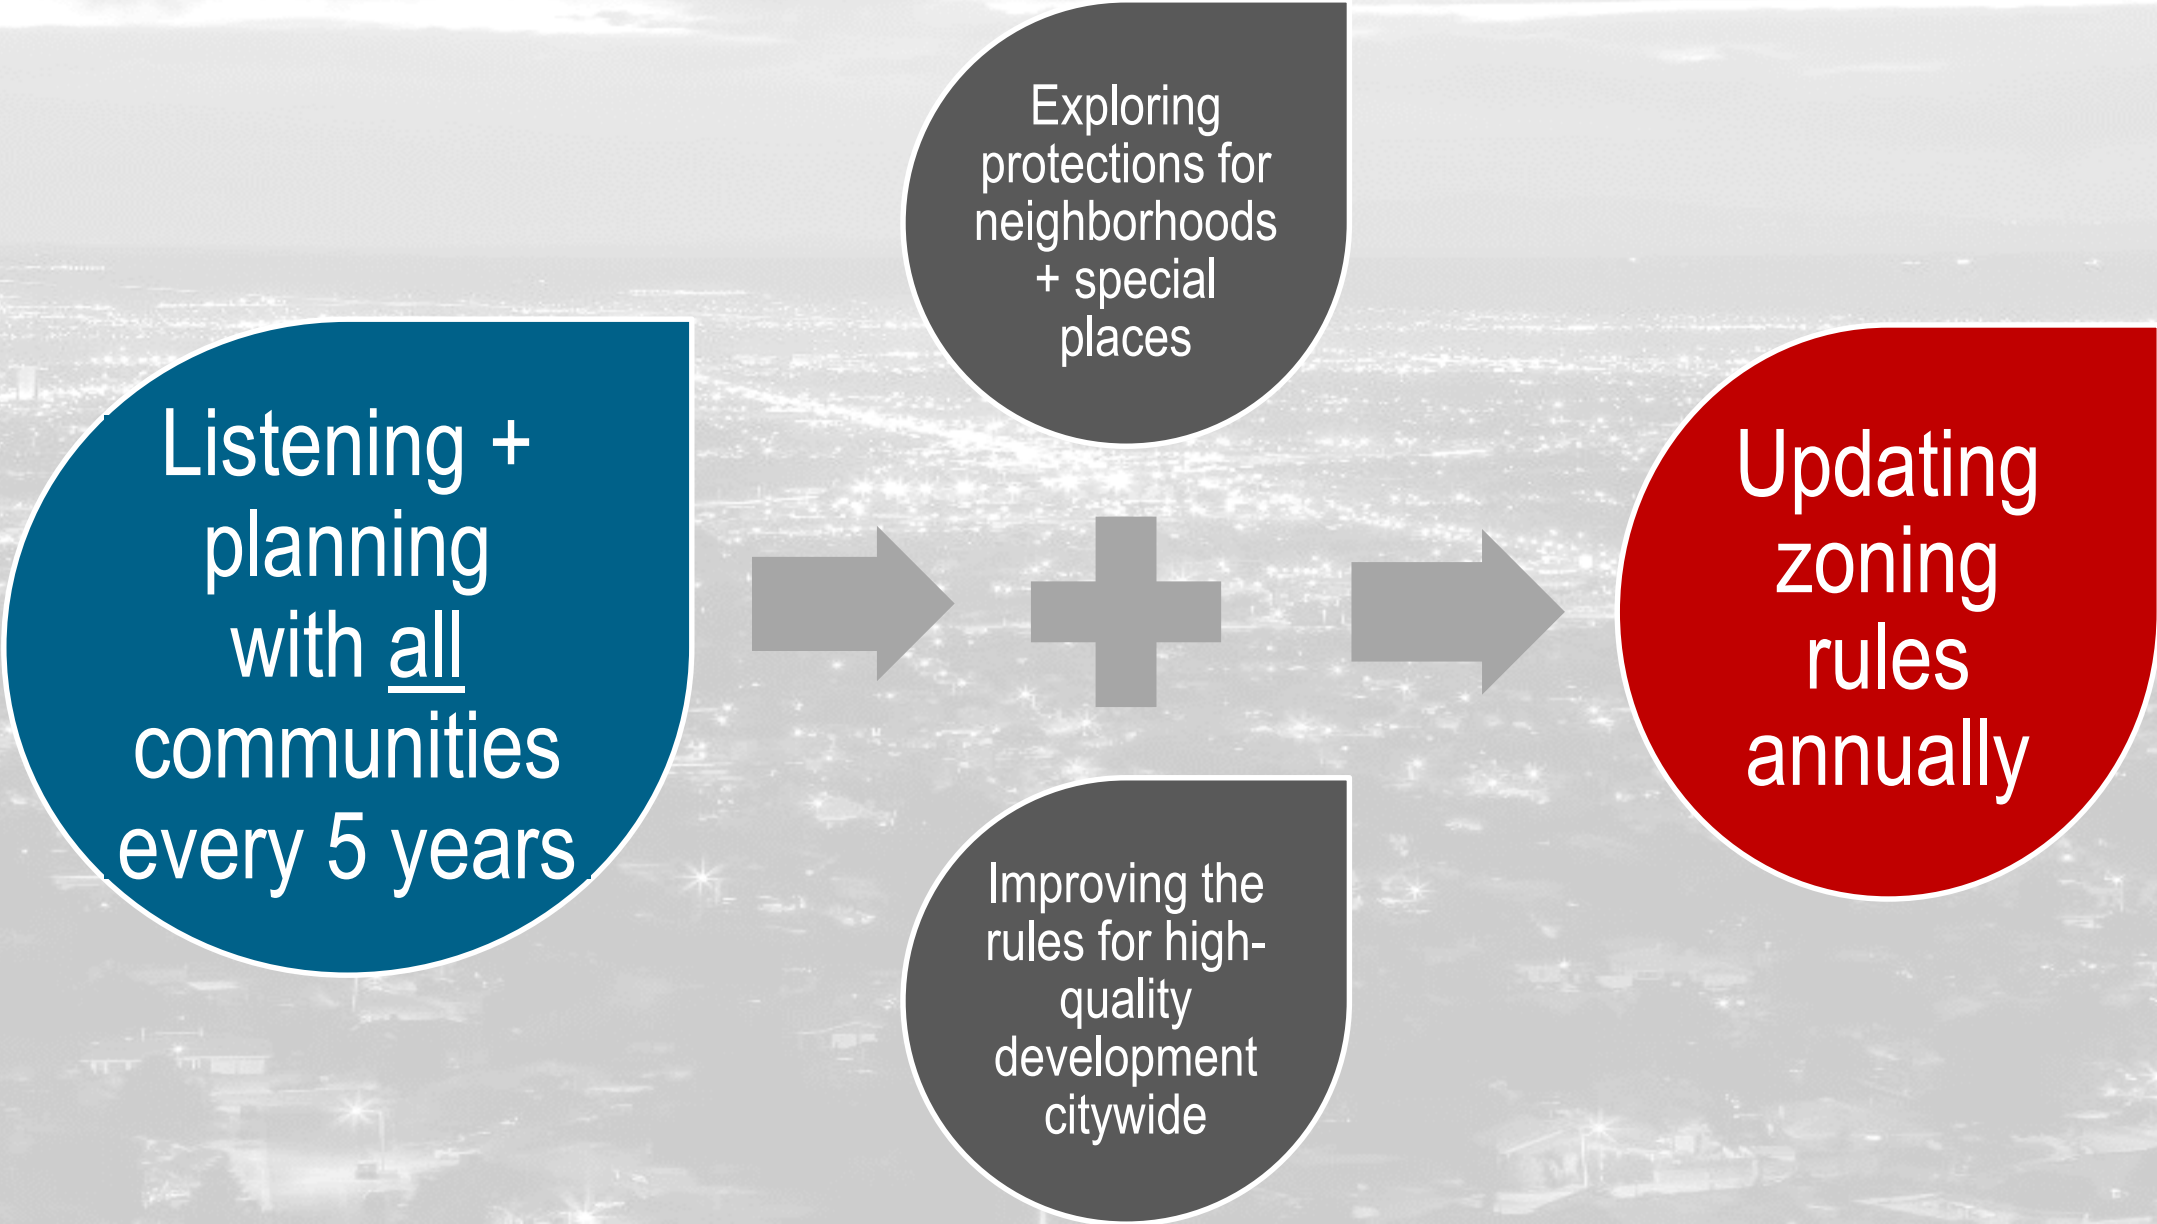 Listening +
planning
with all
communities
every 5 years
Exploring
protections for
neighborhoods
+ special
places
Improving the
rules for high-
quality
development
citywide
Updating
zoning
rules
annually